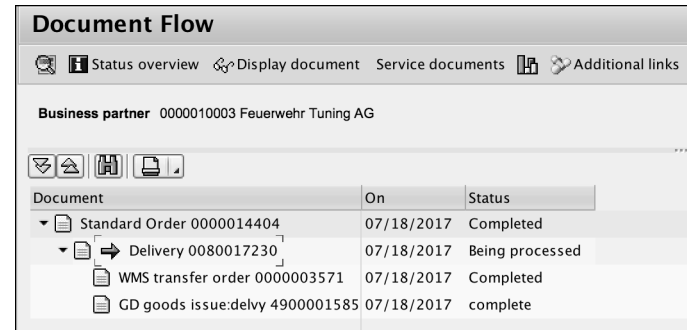 Document Flow
Status overview Display document Service documents Additional links
Business partner 0000010003 Feuerwehr Tuning AG
Document On Status
Standard Order 0000014404 07/18/2017 Completed
Delivery 0080017230 07/18/2017 Being processed
WMS transfer order 0000003571 07/18/2017 Completed
GD goods issue:delvy 4900001585 07/18/2017 complete